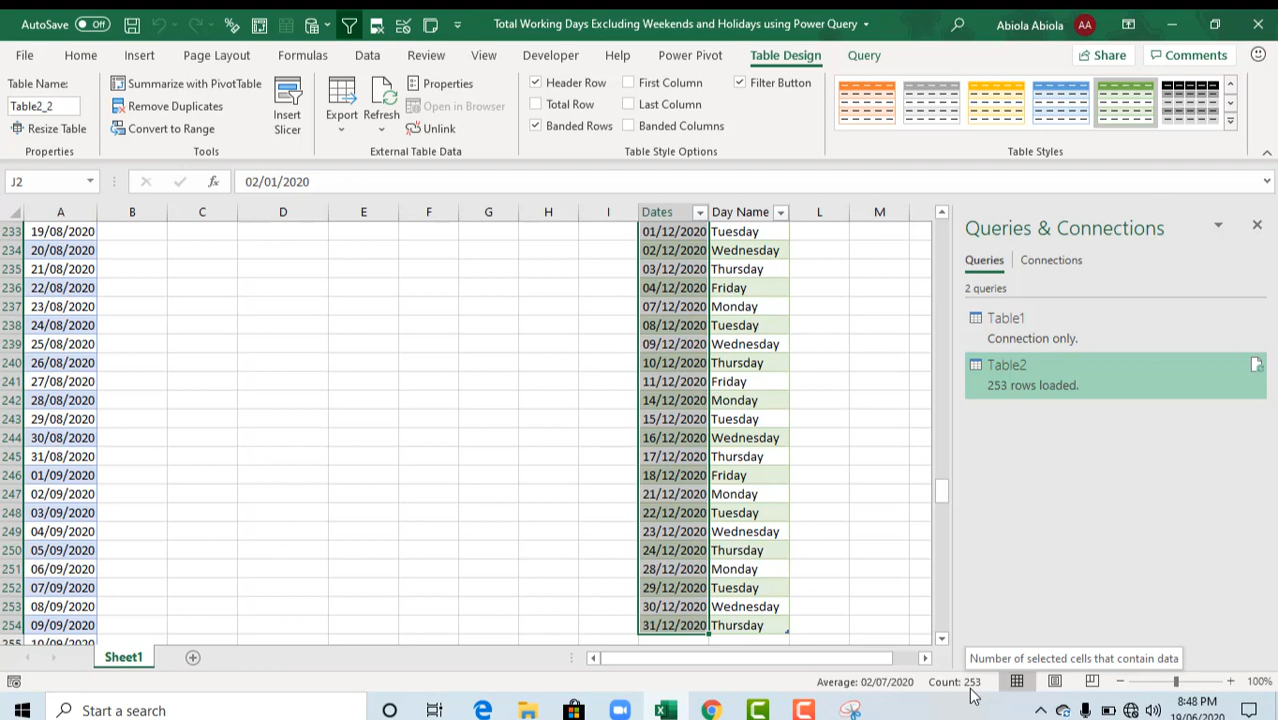 AutoSave Off Total Working Days Excluding Weekends and Holidays using Power Query Abiola Abiola AA
File Home Insert Page Layout Formulas Data Review View Developer Help Power Pivot Table Design Query Share Comments
Table Name:
Table2_2
Resize Table
Properties
Summarize with PivotTable
Remove Duplicates
Convert to Range
Tools
Insert
Slicer
Export Refresh
Properties
Open in browser
Unlink
External Table Data
Header Row First Column Filter Button
Total Row Last Column
Banded Rows Banded Columns
Table Style Options
Table Styles
J2 fx 02/01/2020
A B C D E F G H I Dates Day Name L M
233 19/08/2020 01/12/2020 Tuesday
234 20/08/2020 02/12/2020 Wednesday
235 21/08/2020 03/12/2020 Thursday
236 22/08/2020 04/12/2020 Friday
237 23/08/2020 07/12/2020 Monday
238 24/08/2020 08/12/2020 Tuesday
239 25/08/2020 09/12/2020 Wednesday
240 26/08/2020 10/12/2020 Thursday
241 27/08/2020 11/12/2020 Friday
242 28/08/2020 14/12/2020 Monday
243 29/08/2020 15/12/2020 Tuesday
244 30/08/2020 16/12/2020 Wednesday
245 31/08/2020 17/12/2020 Thursday
246 01/09/2020 18/12/2020 Friday
247 02/09/2020 21/12/2020 Monday
248 03/09/2020 22/12/2020 Tuesday
249 04/09/2020 23/12/2020 Wednesday
250 05/09/2020 24/12/2020 Thursday
251 06/09/2020 28/12/2020 Monday
252 07/09/2020 29/12/2020 Tuesday
253 08/09/2020 30/12/2020 Wednesday
254 09/09/2020 31/12/2020 Thursday
255 10/09/2020
Queries & Connections
Queries Connections
2 queries
Table1
Connection only.
Table2
253 rows loaded.
Sheet1
Number of selected cells that contain data
Average: 02/07/2020 Count: 253 100%
Start a search
8:48 PM
19/06/2020